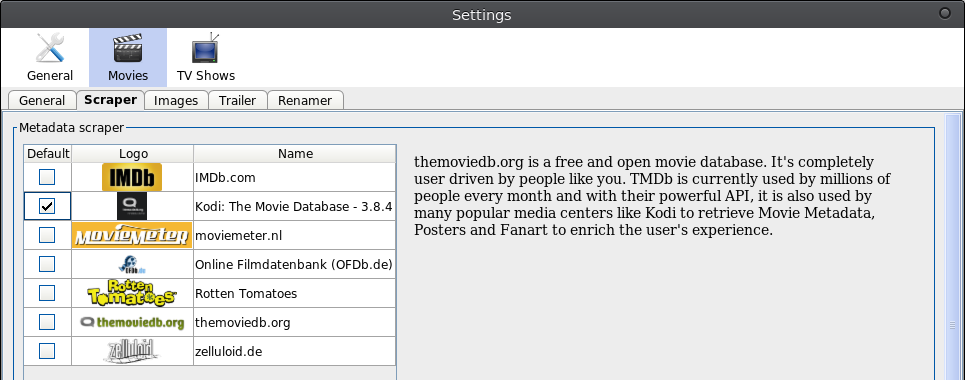 Settings
General Movies TV Shows
General Scraper Images Trailer Renamer
Metadata scraper
Default Logo Name
IMDb IMDb.com
Kodi: The Movie Database - 3.8.4
MovieMeter moviemeter.nl
OFDb.de Online Filmdatenbank (OFDb.de)
Rotten
Tomatoes Rotten Tomatoes
themoviedb.org themoviedb.org
zelluloid zelluloid.de
themoviedb.org is a free and open movie database. It's completely
user driven by people like you. TMDb is currently used by millions of
people every month and with their powerful API, it is also used by
many popular media centers like Kodi to retrieve Movie Metadata,
Posters and Fanart to enrich the user's experience.